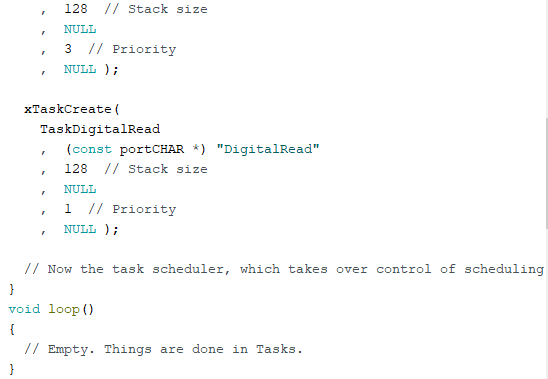 ,  128  // Stack size
  ,  NULL
  ,  3  // Priority
  ,  NULL );

xTaskCreate(
  TaskDigitalRead
  ,  (const portCHAR *) "DigitalRead"
  ,  128  // Stack size
  ,  NULL
  ,  1  // Priority
  ,  NULL );

  // Now the task scheduler, which takes over control of scheduling
}
void loop()
{
  // Empty. Things are done in Tasks.
}